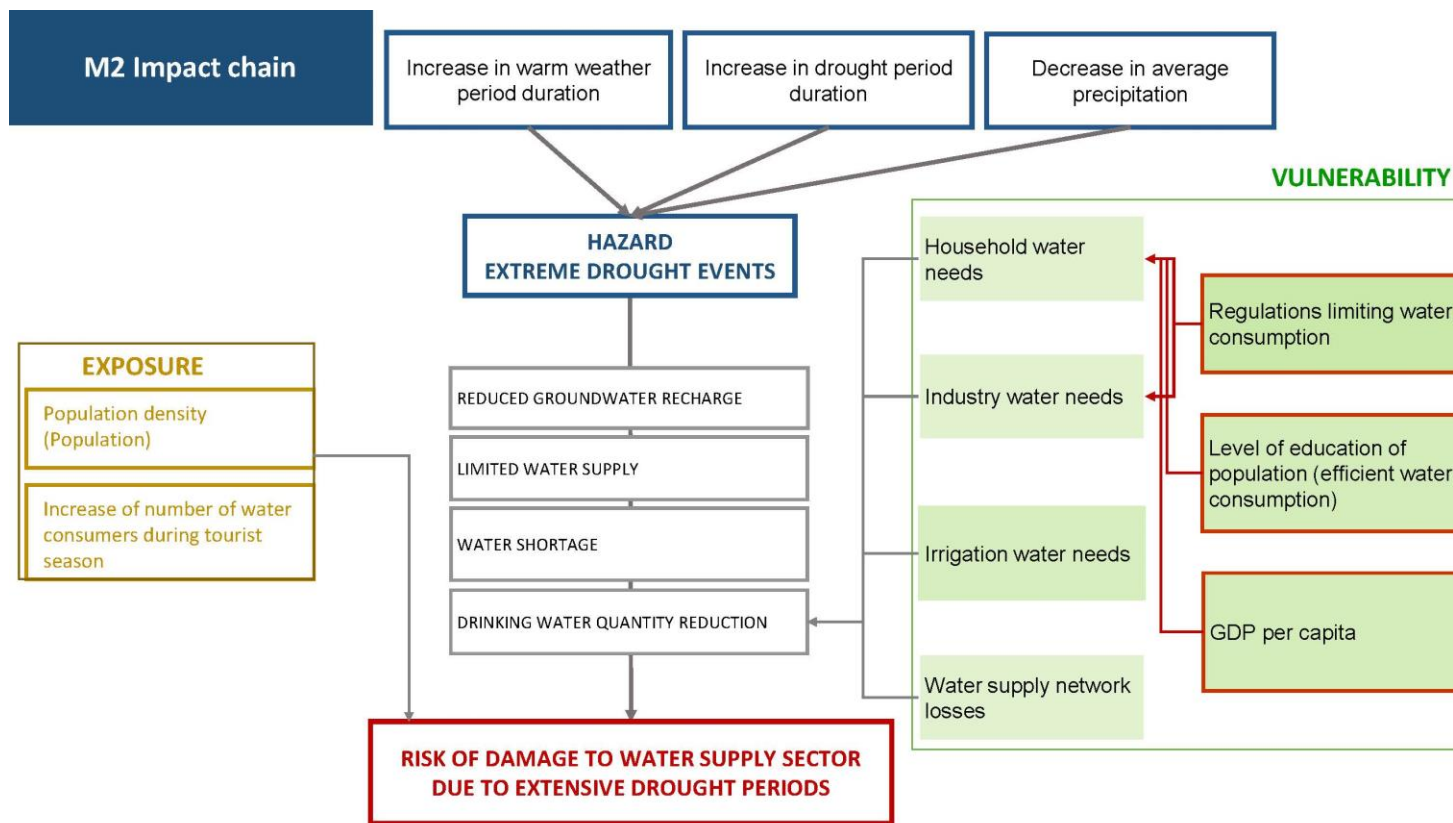 M2 Impact chain
Increase in warm weather
period duration
Increase in drought period
duration
Decrease in average
precipitation
HAZARD
EXTREME DROUGHT EVENTS
EXPOSURE
Population density
(Population)
Increase of number of water
consumers during tourist
season
REDUCED GROUNDWATER RECHARGE
LIMITED WATER SUPPLY
WATER SHORTAGE
DRINKING WATER QUANTITY REDUCTION
RISK OF DAMAGE TO WATER SUPPLY SECTOR
DUE TO EXTENSIVE DROUGHT PERIODS
VULNERABILITY
Household water
needs
Industry water needs
Irrigation water needs
Water supply network
losses
Regulations limiting water
consumption
Level of education of
population (efficient water
consumption)
GDP per capita